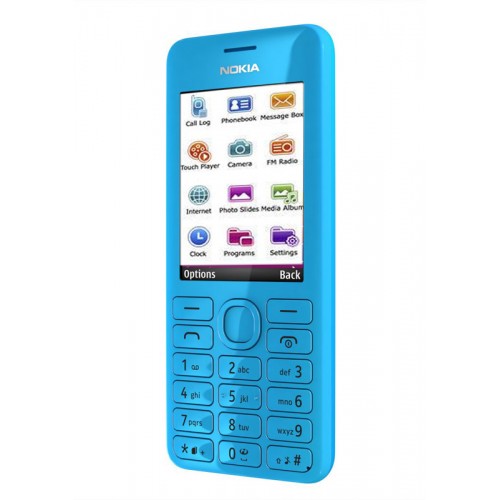 NOKIA
Call Log Phonebook Message Box
Touch Player Camera FM Radio
Internet Photo Slides Media Album
Clock Programs Settings
Options Back
1 2 abc def 3
4 ghi 5 jkl mno 6
7 pqrs 8 tuv wxyz 9
* + 0 #